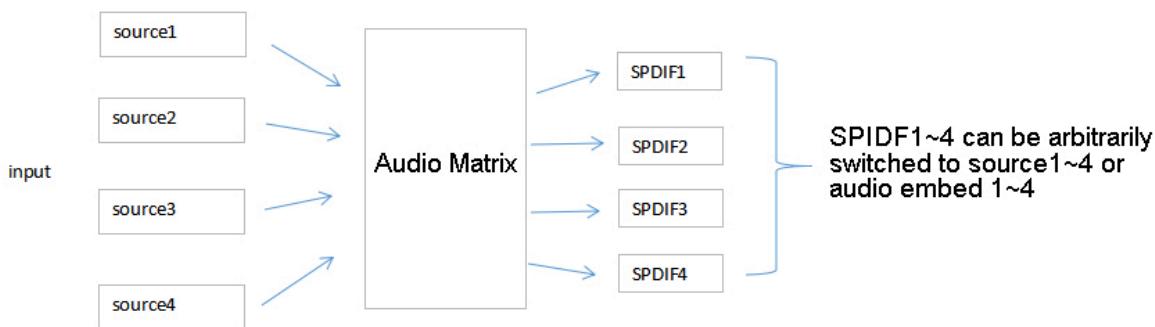 source1
source2
input
source3
source4
Audio Matrix
SPDIF1
SPDIF2
SPDIF3
SPDIF4
SPIDF1~4 can be arbitrarily
switched to source1~4 or
audio embed 1~4